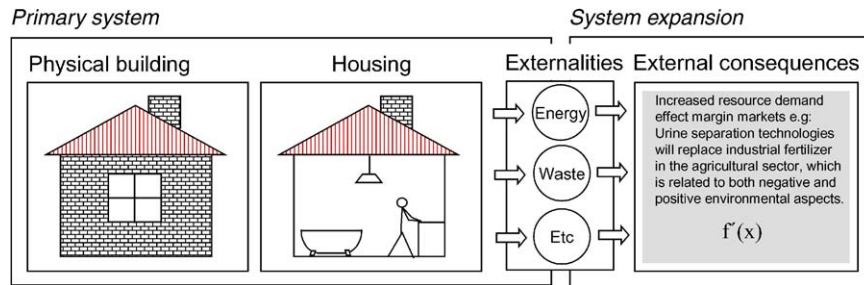 Primary system
System expansion
Physical building
Housing
Externalities
External consequences
Energy
Waste
Etc
Increased resource demand
effect margin markets e.g:
Urine separation technologies
will replace industrial fertilizer
in the agricultural sector, which
is related to both negative and
positive environmental aspects.
f´(x)